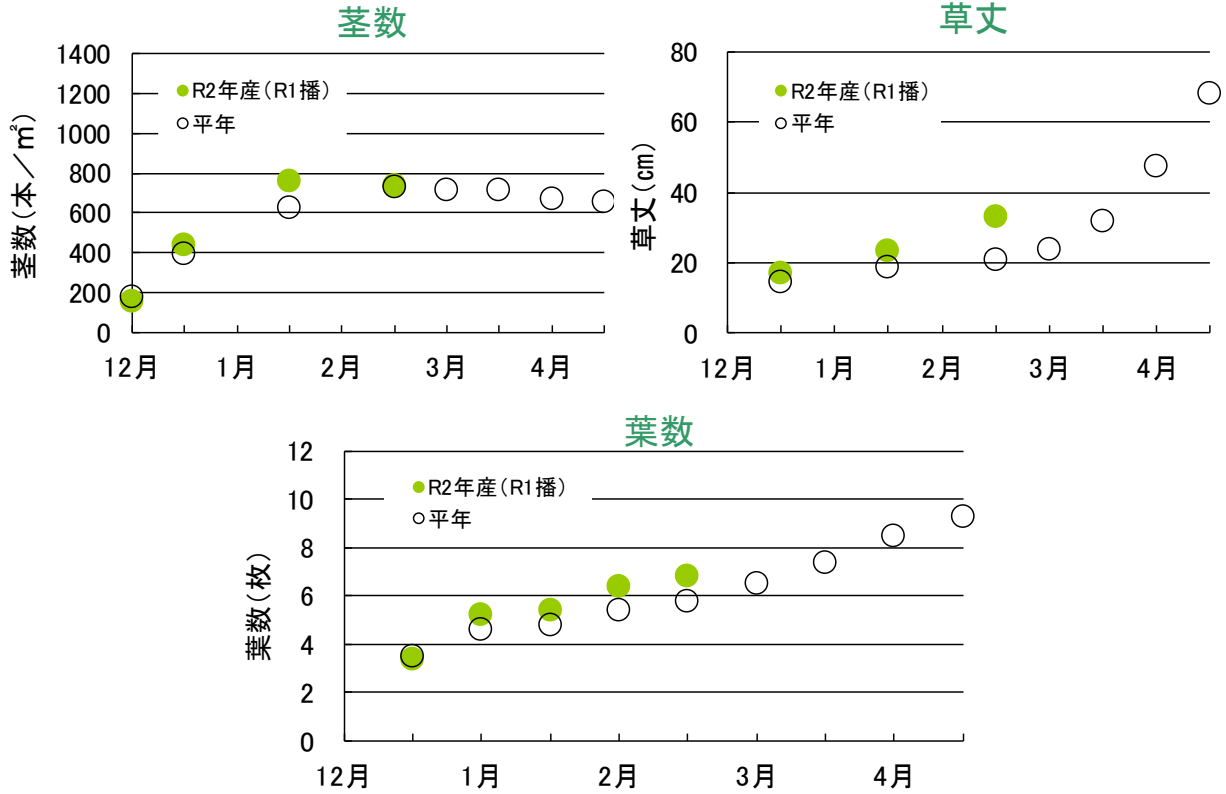 茎数
1400
1200
1000
800
600
400
200
0
茎数(本／㎡)
R2年産(R1播)
平年
12月 1月 2月 3月 4月
草丈
80
60
40
20
0
草丈(㎝)
R2年産(R1播)
平年
12月 1月 2月 3月 4月
葉数
12
10
8
6
4
2
0
葉数(枚)
R2年産(R1播)
平年
12月 1月 2月 3月 4月